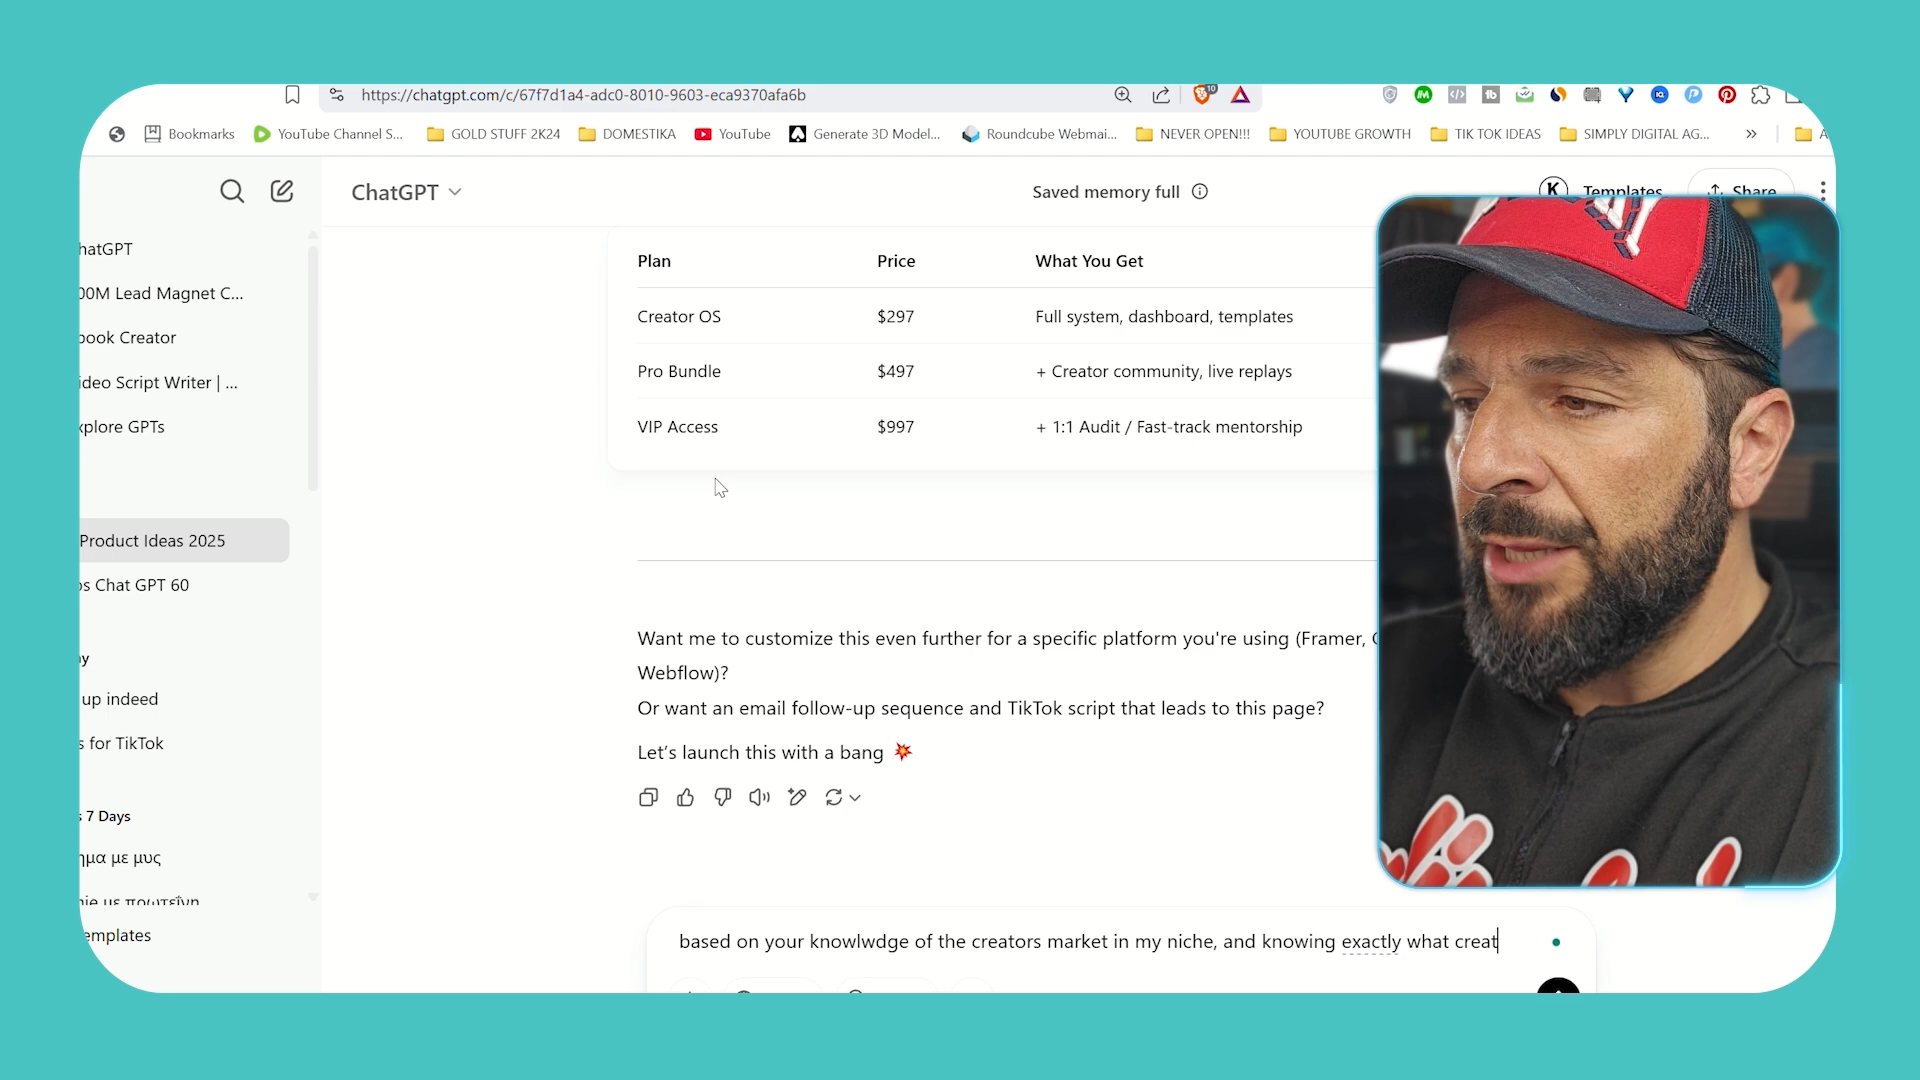 https://chatgpt.com/c/67f7d1a4-adc0-8010-9603-eca9370afa6b
10
Bookmarks
YouTube Channel S...
GOLD STUFF 2K24
DOMESTIKA
YouTube
Generate 3D Model...
Roundcube Webmai...
NEVER OPEN!!!
YOUTUBE GROWTH
TIK TOK IDEAS
SIMPLY DIGITAL AG...
»
A
ChatGPT
Saved memory full
K
Templates
Share
hatGPT
00M Lead Magnet C...
book Creator
ideo Script Writer | ...
xplore GPTs
Product Ideas 2025
os Chat GPT 60
ay
up indeed
s for TikTok
s 7 Days
ημα με μυς
hie με πρωτεΐνη
emplates
Plan Price What You Get
Creator OS $297 Full system, dashboard, templates
Pro Bundle $497 + Creator community, live replays
VIP Access $997 + 1:1 Audit / Fast-track mentorship
Want me to customize this even further for a specific platform you're using (Framer,
Webflow)?
Or want an email follow-up sequence and TikTok script that leads to this page?
Let's launch this with a bang 💥
based on your knowlwdge of the creators market in my niche, and knowing exactly what creat